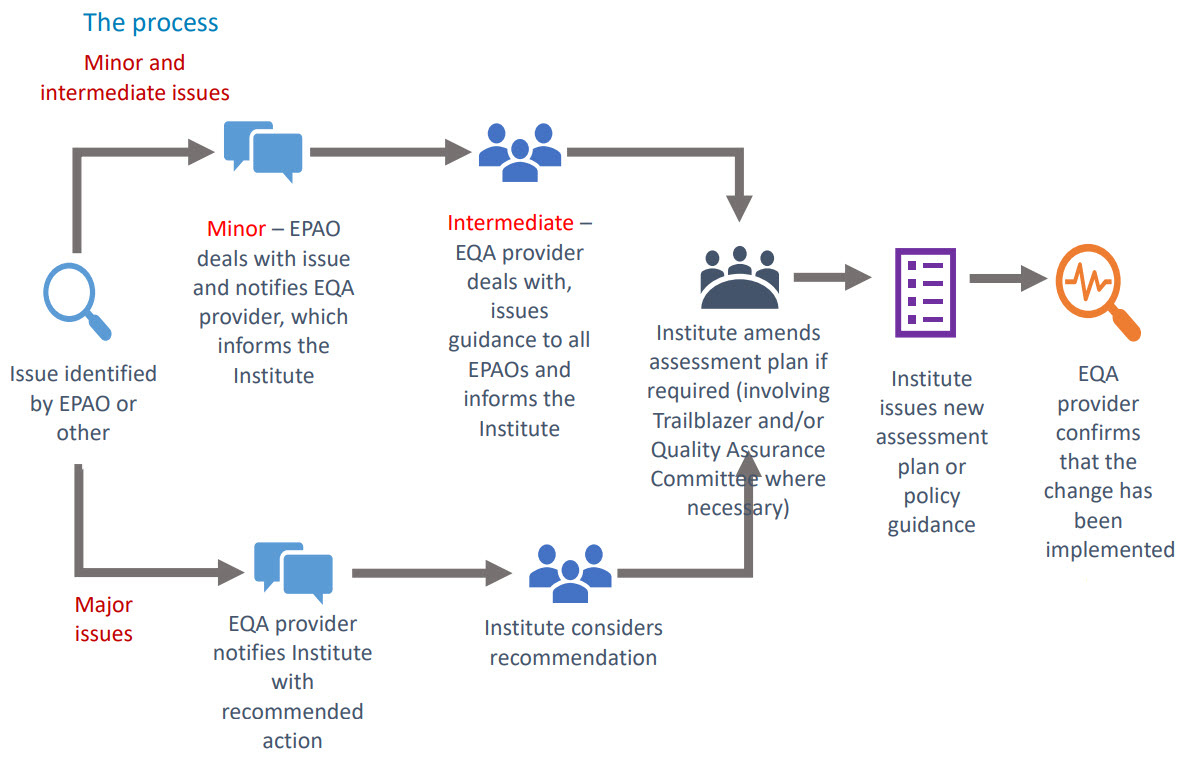 The process
Minor and
intermediate issues
Minor – EPAO
deals with issue
and notifies EQA
provider, which
informs the
Institute
Intermediate –
EQA provider
deals with,
issues
guidance to all
EPAOs and
informs the
Institute
Issue identified
by EPAO or
other
Institute amends
assessment plan if
required (involving
Trailblazer and/or
Quality Assurance
Committee where
necessary)
Institute
issues new
assessment
plan or
policy
guidance
EQA
provider
confirms
that the
change has
been
implemented
Major
issues
EQA provider
notifies Institute
with
recommended
action
Institute considers
recommendation